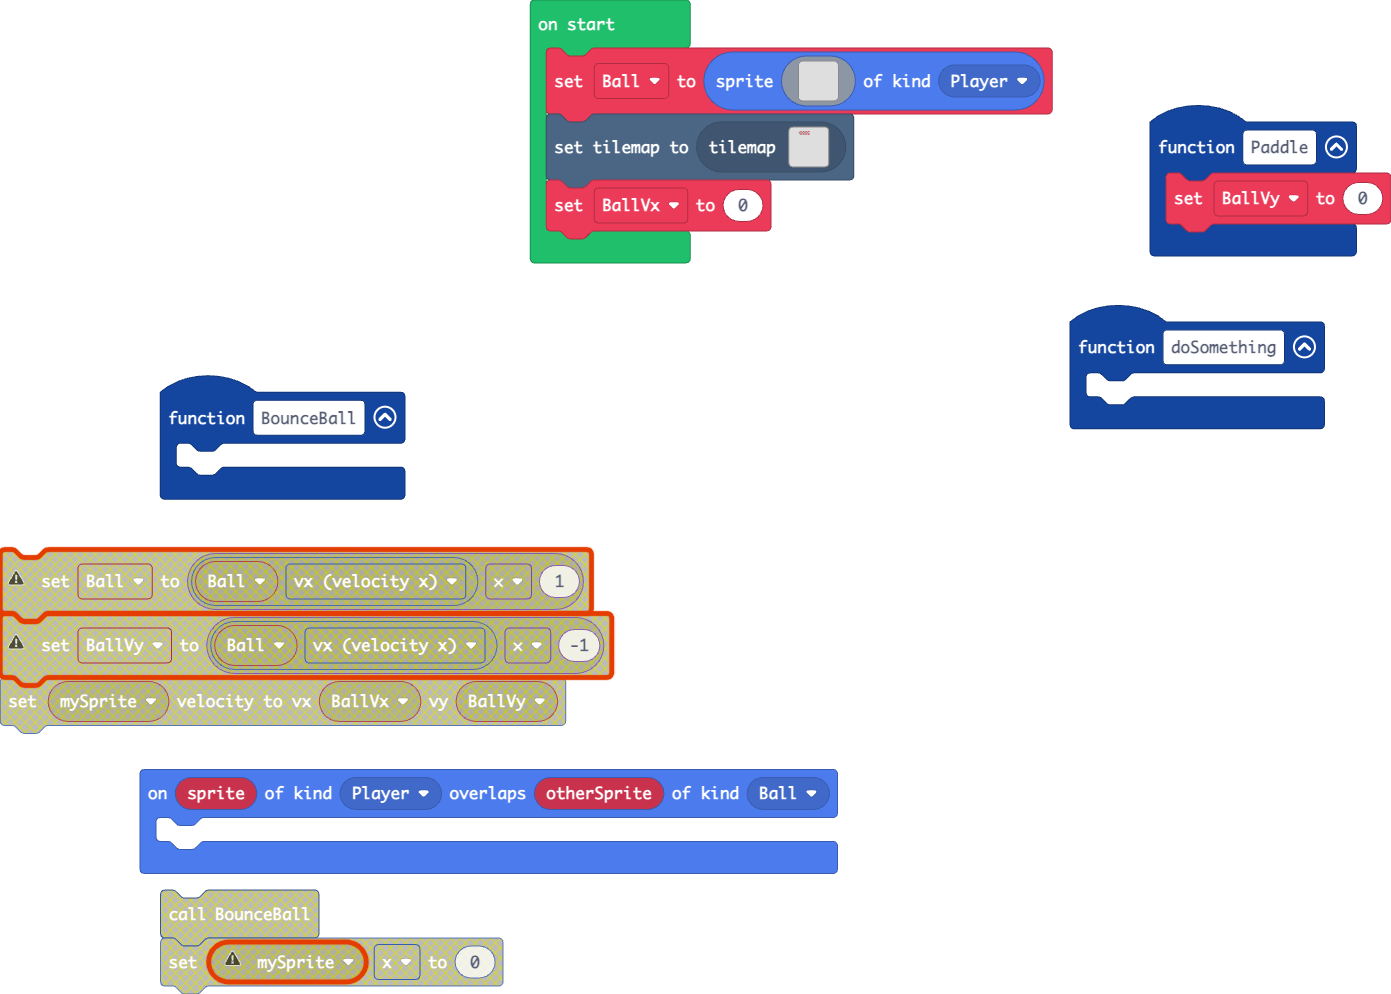 on start
set Ball to sprite of kind Player
set tilemap to tilemap
set BallVx to 0
function Paddle
set BallVy to 0
function doSomething
function BounceBall
set Ball to Ball vx (velocity x) x 1
set BallVy to Ball vx (velocity x) x -1
set mySprite velocity to vx BallVx vy BallVy
on sprite of kind Player overlaps otherSprite of kind Ball
call BounceBall
set mySprite x to 0